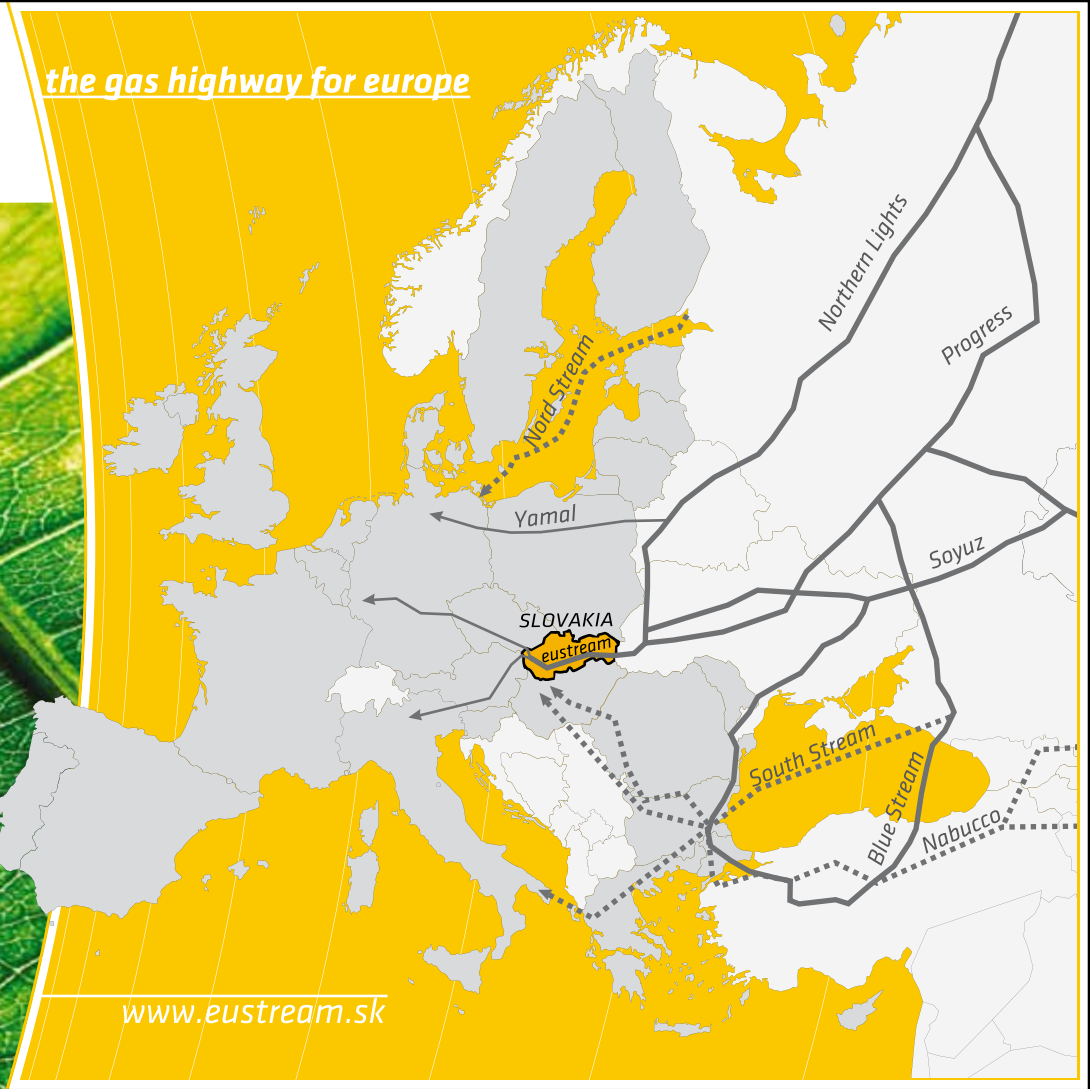 the gas highway for europe
Northern Lights
Progress
Nord Stream
Yamal
Soyuz
SLOVAKIA
eustream
South Stream
Blue Stream
Nabucco
www.eustream.sk